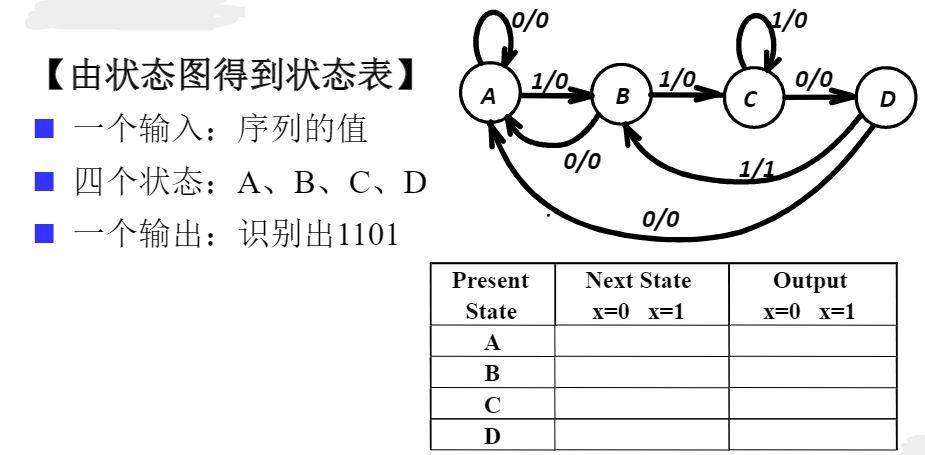 【由状态图得到状态表】
一个输入：序列的值
四个状态：A、B、C、D
一个输出：识别出1101
0/0
1/0
A
1/0
B
1/0
C
0/0
D
0/0
1/1
0/0
Present State
Next State
x=0 x=1
Output
x=0 x=1
A
B
C
D